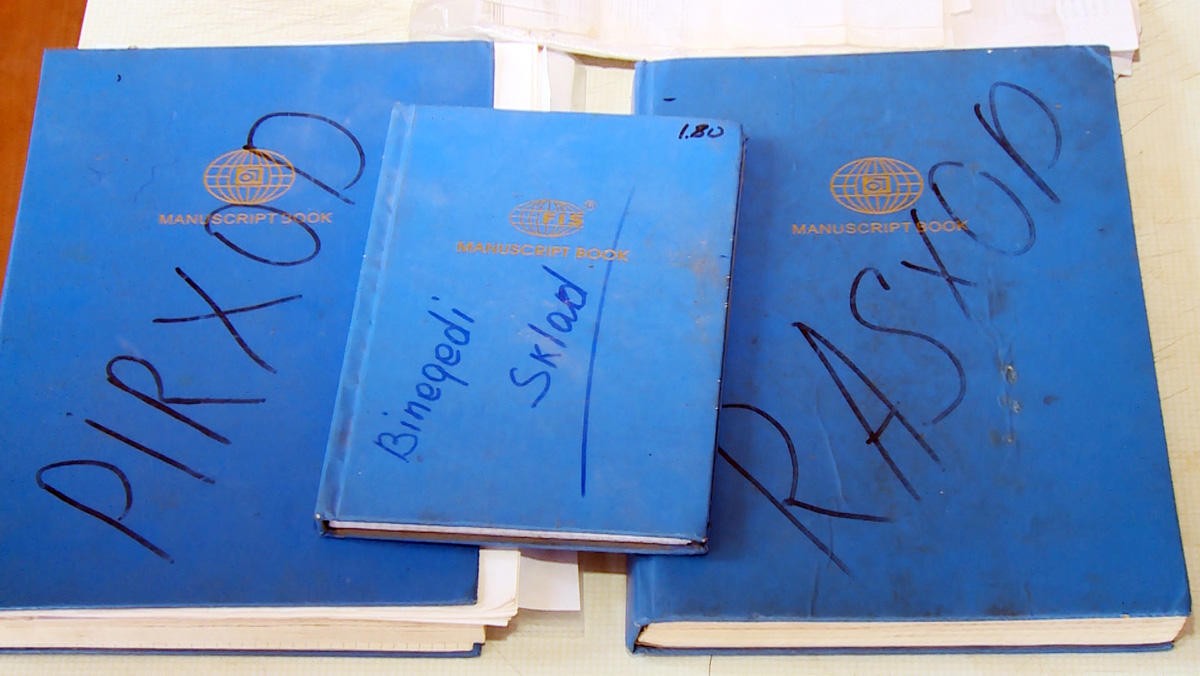 MANUSCRIPT BOOK
PIRXOD
1.80
FIS®
MANUSCRIPT BOOK
Bineqedi
Sklad
MANUSCRIPT BOOK
RASXOD